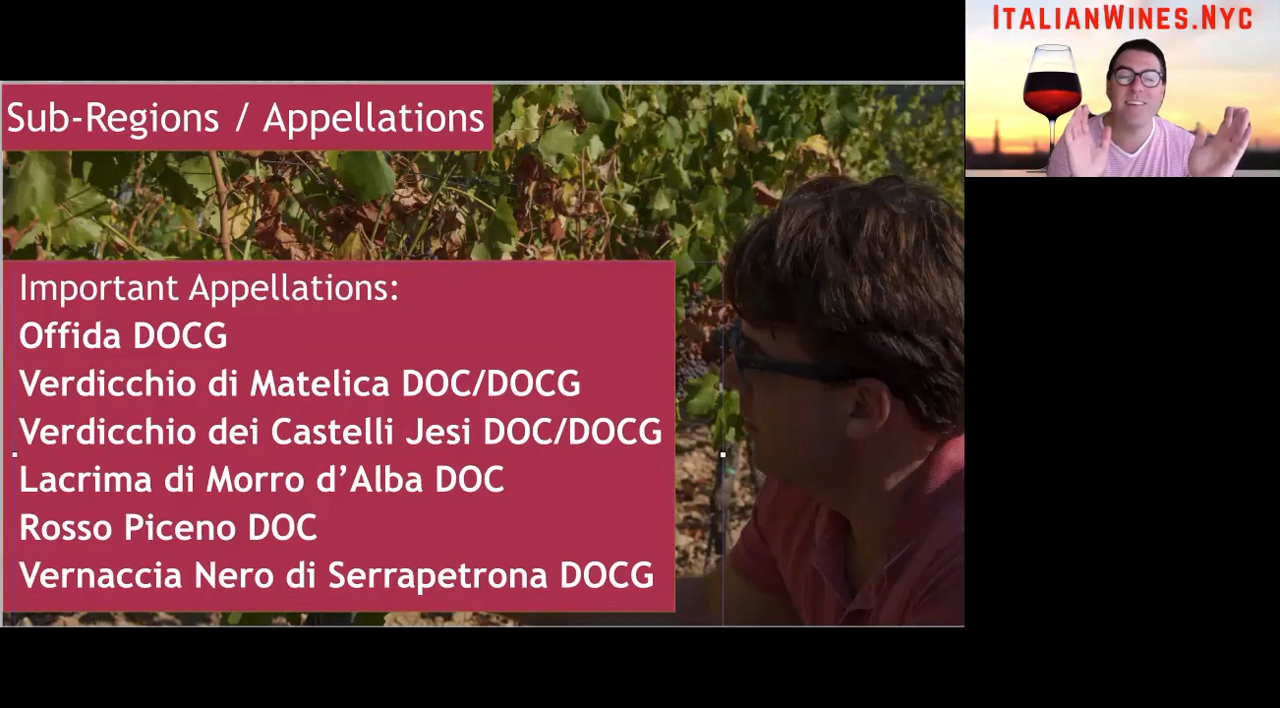 ITALIANWINES.NYC
Sub-Regions / Appellations
Important Appellations:
Offida DOCG
Verdicchio di Matelica DOC/DOCG
Verdicchio dei Castelli Jesi DOC/DOCG
Lacrima di Morro d’Alba DOC
Rosso Piceno DOC
Vernaccia Nero di Serrapetrona DOCG